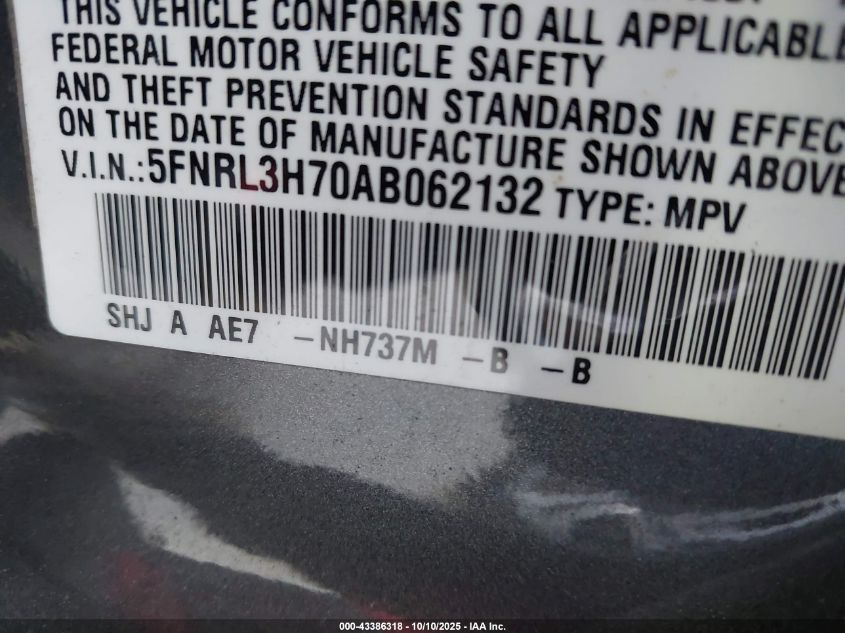 THIS VEHICLE CONFORMS TO ALL APPLICABLE
FEDERAL MOTOR VEHICLE SAFETY
AND THEFT PREVENTION STANDARDS IN EFFEC
ON THE DATE OF MANUFACTURE SHOWN ABOVE
V.I.N.:5FNRL3H70AB062132 TYPE: MPV
SHJ A AE7 -NH737M -B -B
000-43386318 - 10/10/2025 - IAA Inc.